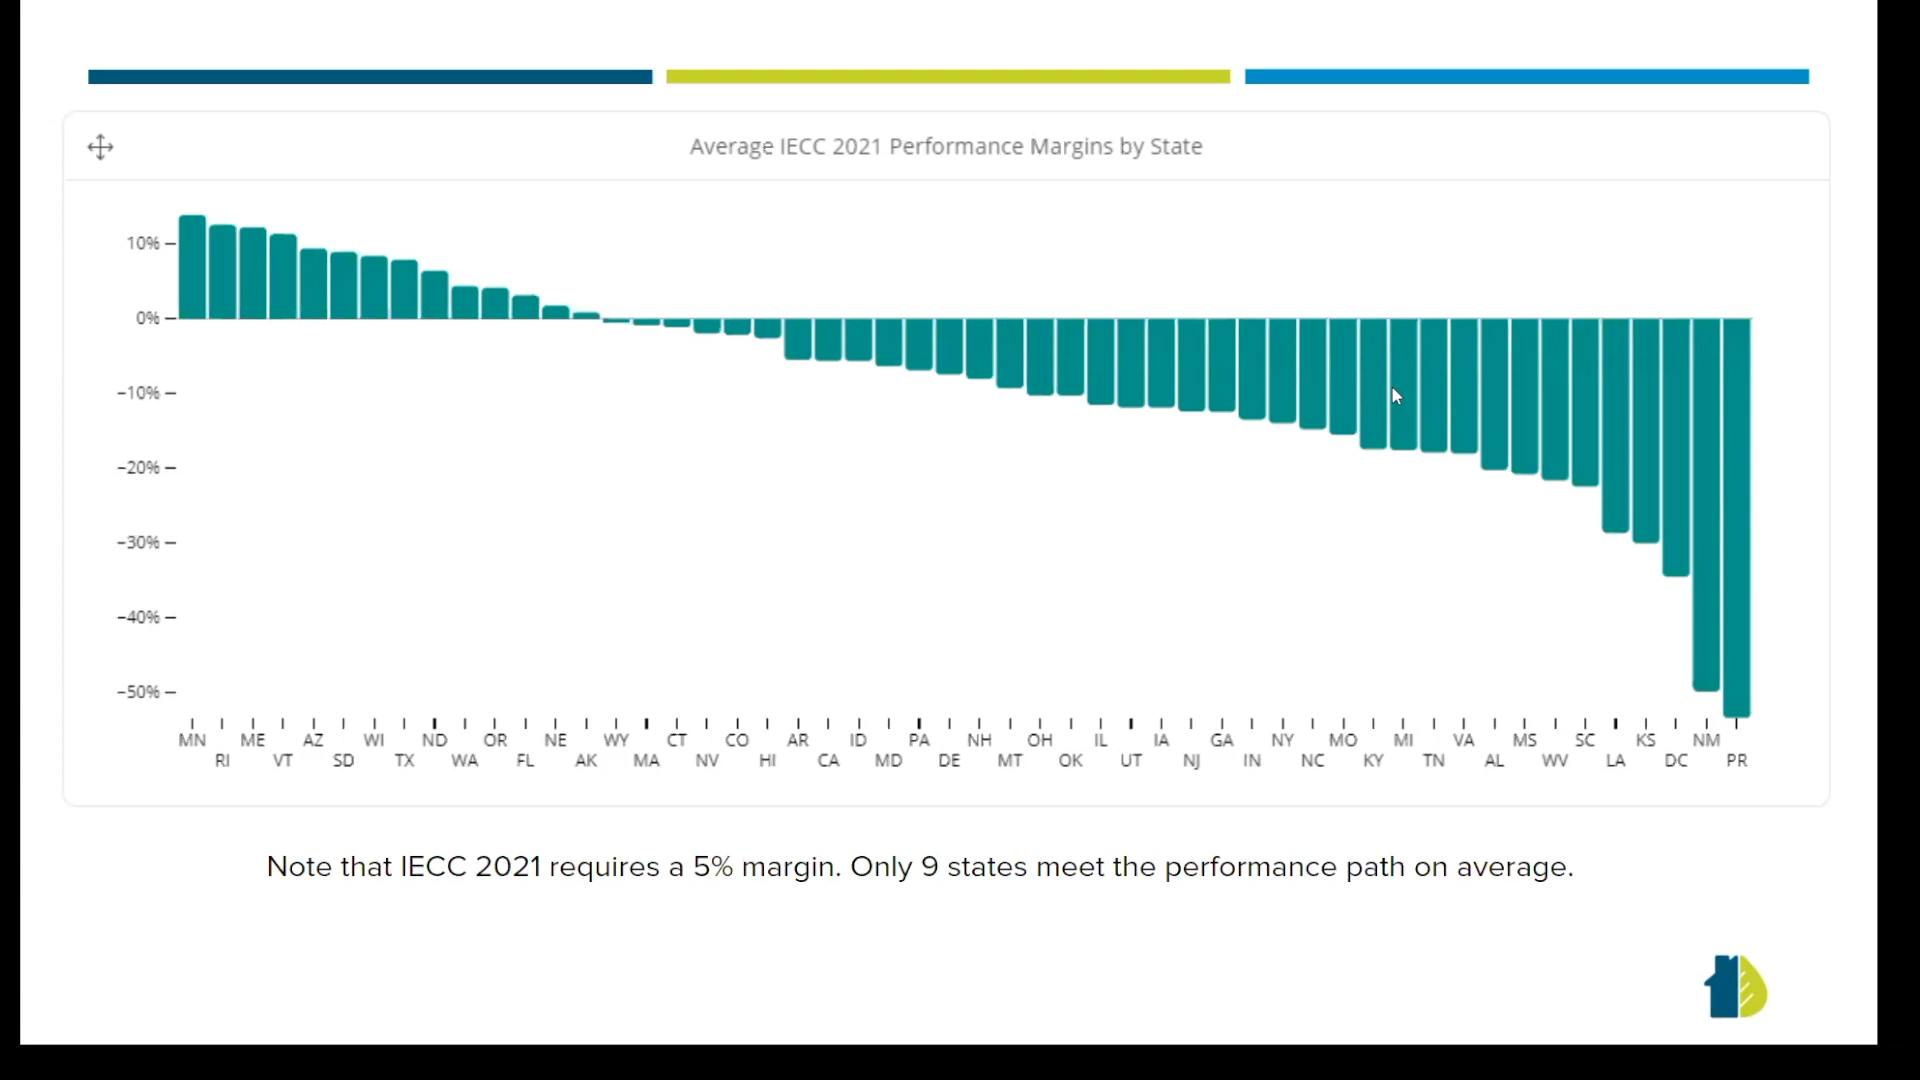 Average IECC 2021 Performance Margins by State
10%
0%
−10%
−20%
−30%
−40%
−50%
MN ME AZ WI ND OR NE WY CT CO AR ID PA NH OH IL IA GA NY MO MI VA MS SC KS NM
RI VT SD TX WA FL AK MA NV HI CA MD DE MT OK UT NJ IN NC KY TN AL WV LA DC PR
Note that IECC 2021 requires a 5% margin. Only 9 states meet the performance path on average.